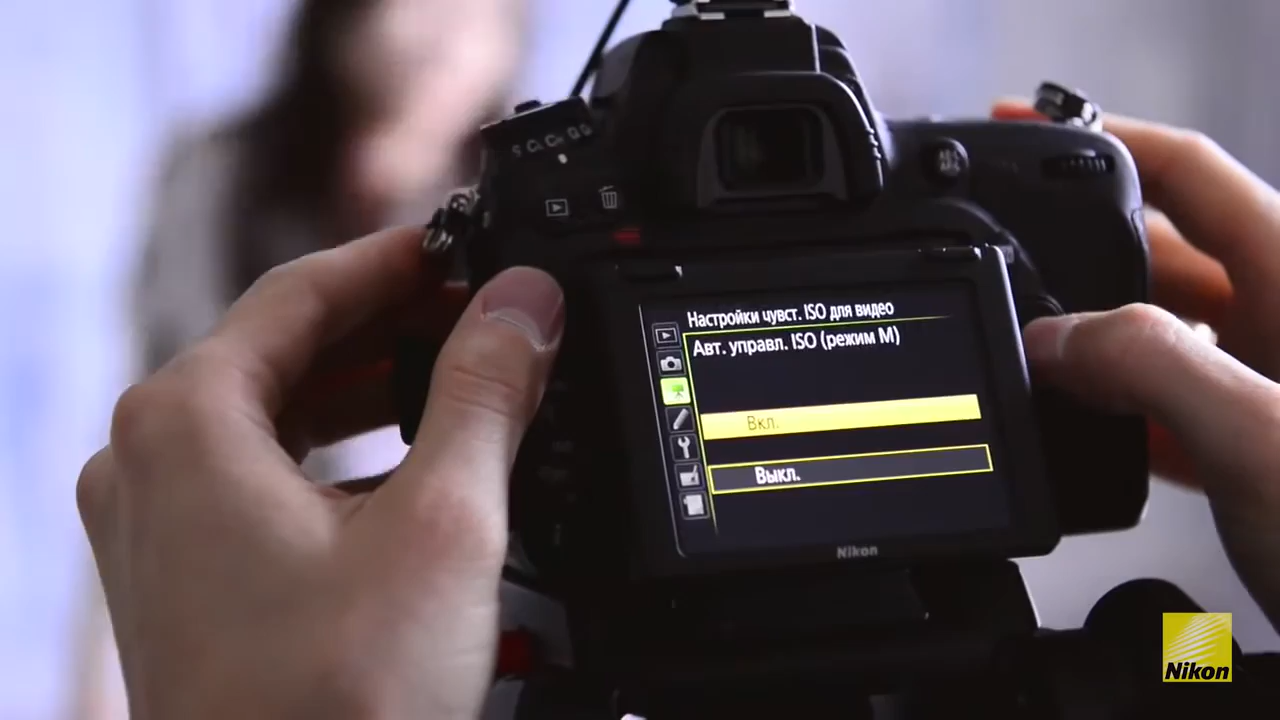 Настройки чувст. ISO для видео
Авт. управл. ISO (режим M)
Вкл.
Выкл.
Nikon
Nikon